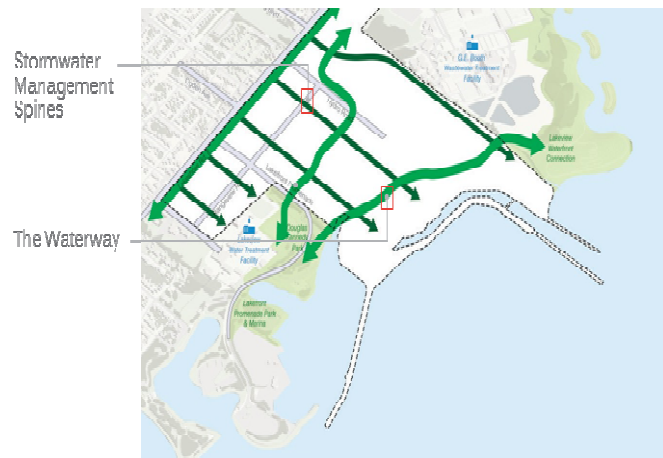 Stormwater
Management
Spines
The Waterway
G.E. Booth
Wastewater Treatment
Facility
Lakeview
Waterfront
Connection
Lakeview
Water Treatment
Facility
Douglas
Kennedy
Park
Lakefront
Promenade Park
& Marina